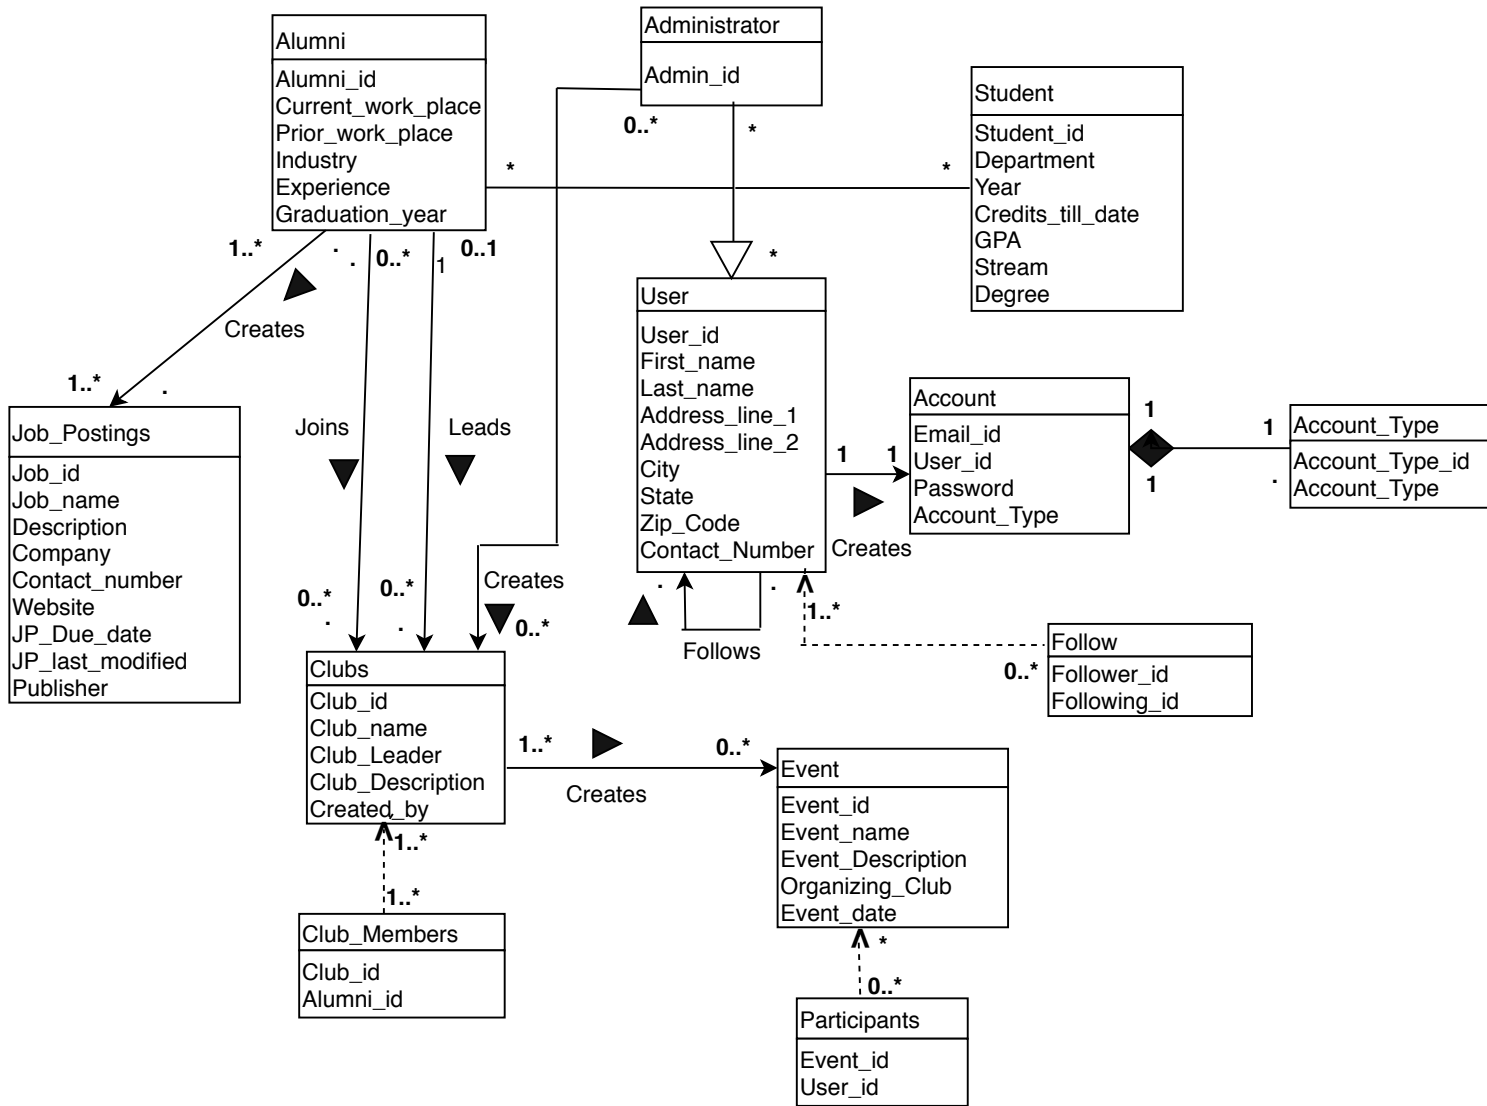 Alumni
Alumni_id
Current_work_place
Prior_work_place
Industry
Experience
Graduation_year
Administrator
Admin_id
0..*
*
Student
Student_id
Department
Year
Credits_till_date
GPA
Stream
Degree
*
*
1..*
.
.
0..*
1
0..1
*
Creates
1..*
.
Job_Postings
Job_id
Job_name
Description
Company
Contact_number
Website
JP_Due_date
JP_last_modified
Publisher
Joins
Leads
0..*
.
0..*
.
Creates
0..*
User
User_id
First_name
Last_name
Address_line_1
Address_line_2
City
State
Zip_Code
Contact_Number
1
1
Creates
Account
Email_id
User_id
Password
Account_Type
1
1
1
.
Account_Type
Account_Type_id
Account_Type
.
.
Follows
1..*
0..*
Follow
Follower_id
Following_id
Clubs
Club_id
Club_name
Club_Leader
Club_Description
Created_by
1..*
0..*
Creates
Event
Event_id
Event_name
Event_Description
Organizing_Club
Event_date
1..*
1..*
Club_Members
Club_id
Alumni_id
*
0..*
Participants
Event_id
User_id